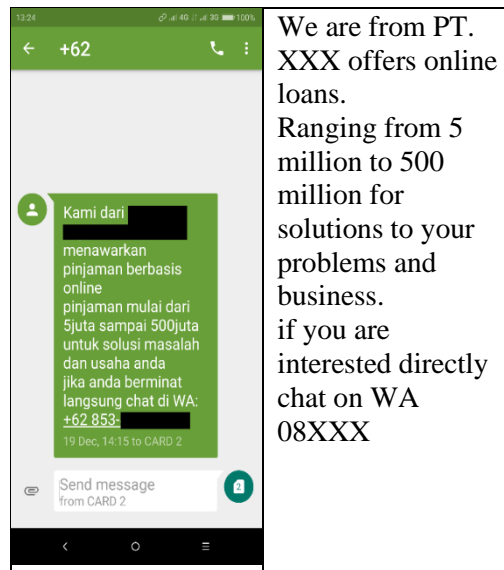 13:24
4G
3G
100%
+62
Kami dari
menawarkan
pinjaman berbasis
online
pinjaman mulai dari
5juta sampai 500juta
untuk solusi masalah
dan usaha anda
jika anda berminat
langsung chat di WA:
+62 853-
19 Dec, 14:15 to CARD 2
Send message
from CARD 2
2
We are from PT.
XXX offers online
loans.
Ranging from 5
million to 500
million for
solutions to your
problems and
business.
if you are
interested directly
chat on WA
08XXX